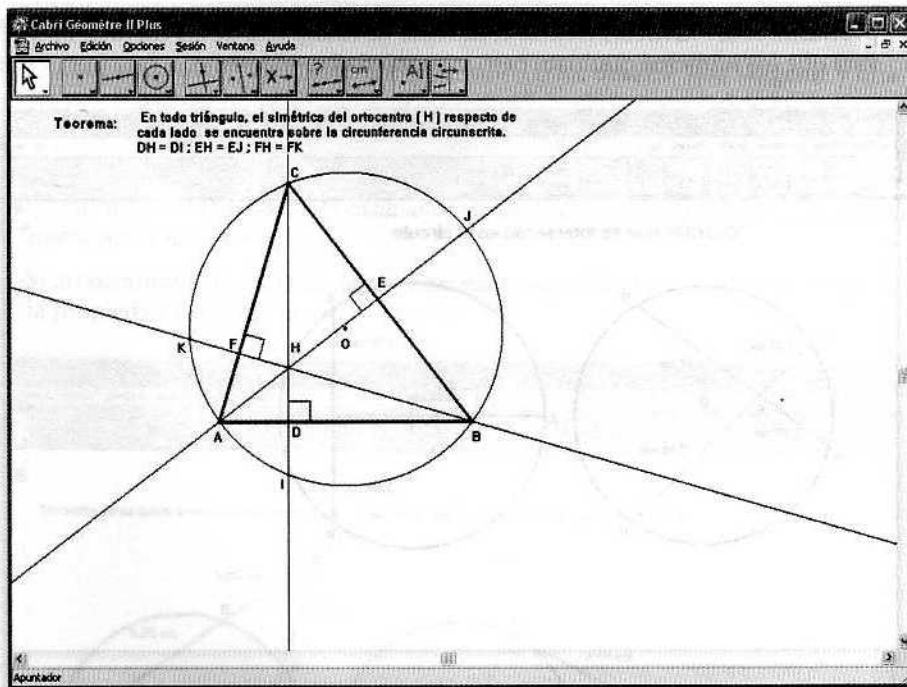 Cabri Géomètre II Plus
Archivo Edición Opciones Sesión Ventana Ayuda
? cm A|
Teorema: En todo triángulo, el simétrico del ortocentro ( H ) respecto de
cada lado se encuentra sobre la circunferencia circunscrita.
DH = DI ; EH = EJ ; FH = FK
C
J
E
K F H O
A D B
I
Apuntador